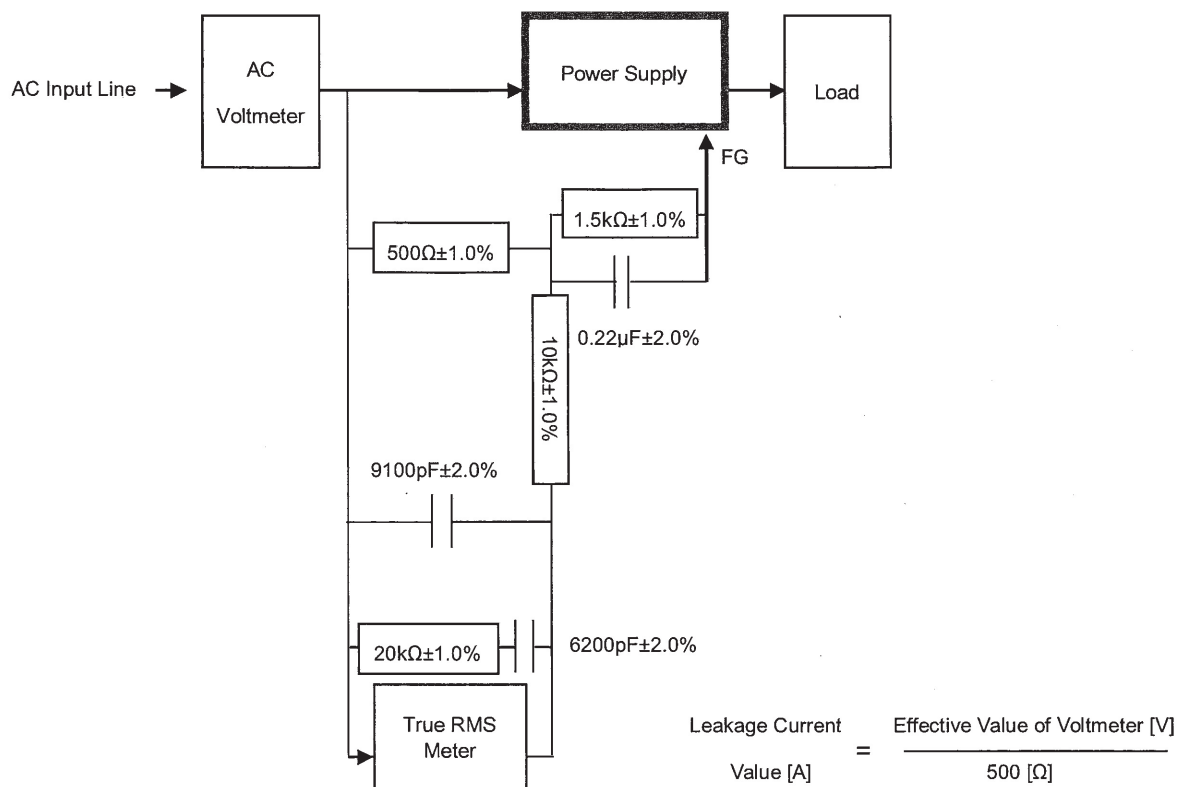 AC Input Line
AC
Voltmeter
Power Supply
Load
FG
1.5kΩ±1.0%
500Ω±1.0%
0.22µF±2.0%
10kΩ±1.0%
9100pF±2.0%
20kΩ±1.0%
6200pF±2.0%
True RMS
Meter
Leakage Current
Value [A]
=
Effective Value of Voltmeter [V]
500 [Ω]